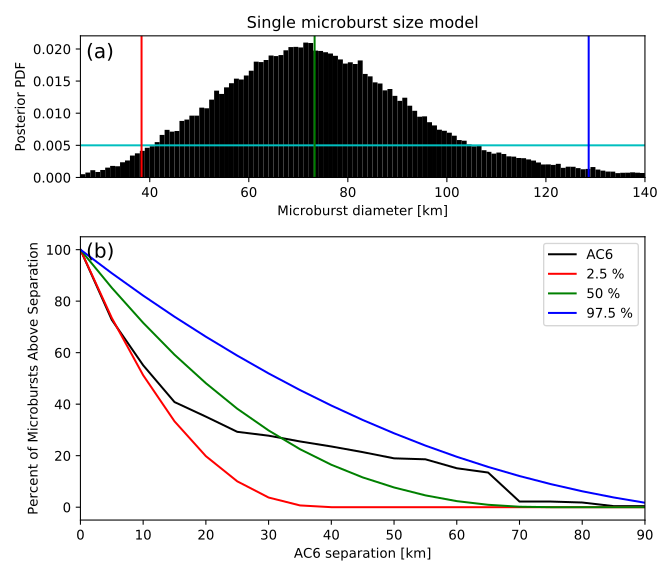 Single microburst size model
(a)
Posterior PDF
0.020
0.015
0.010
0.005
0.000
40 60 80 100 120 140
Microburst diameter [km]
(b)
Percent of Microbursts Above Separation
100
80
60
40
20
0
AC6
2.5 %
50 %
97.5 %
0 10 20 30 40 50 60 70 80 90
AC6 separation [km]